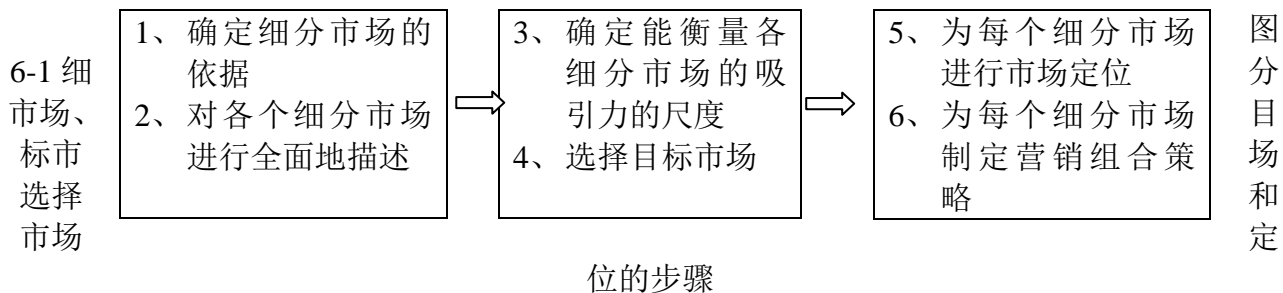 6-1 细
市场、
标市
选择
市场
1、 确定细分市场的
依据
2、 对各个细分市场
进行全面地描述
3、 确定能衡量各
细分市场的吸
引力的尺度
4、 选择目标市场
5、 为每个细分市场
进行市场定位
6、 为每个细分市场
制定营销组合策
略
图
分
目
场
和
定
位的步骤